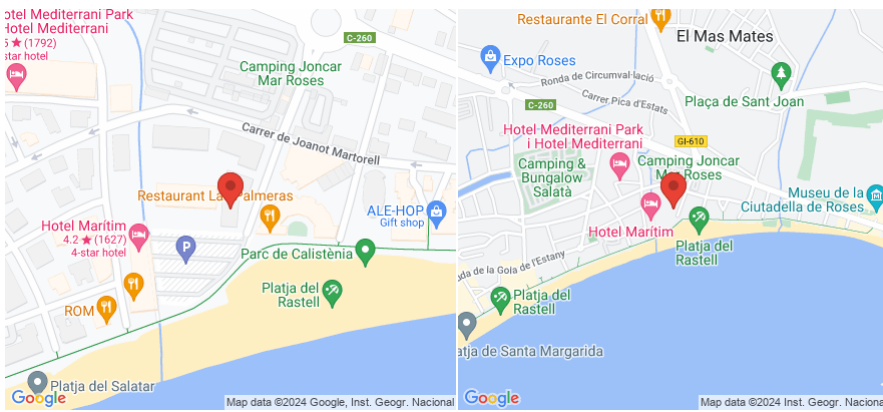 otel Mediterrani Park
Hotel Mediterrani
5 ★ (1792)
star hotel
C-260
Camping Joncar
Mar Roses
Carrer de Joanot Martorell
Restaurant Las Palmeras
ALE-HOP
Gift shop
Hotel Marítim
4.2 ★ (1627)
4-star hotel
P
Parc de Calistènia
Platja del
Rastell
ROM
Platja del Salatar
Google
Map data ©2024 Google, Inst. Geogr. Nacional
Restaurante El Corral
El Mas Mates
Expo Roses
Ronda de Circumval·lació
Plaça de Sant Joan
C-260
Carrer Pica d'Estats
GI-610
Hotel Mediterrani Park
i Hotel Mediterrani
Camping &
Bungalow
Salatà
Camping Joncar
Mar Roses
Museu de la
Ciutadella de Roses
Hotel Marítim
Platja del
Rastell
da de la Goia de l'Estany
Platja del
Rastell
atja de Santa Margarida
Google
Map data ©2024 Google, Inst. Geogr. Naciona